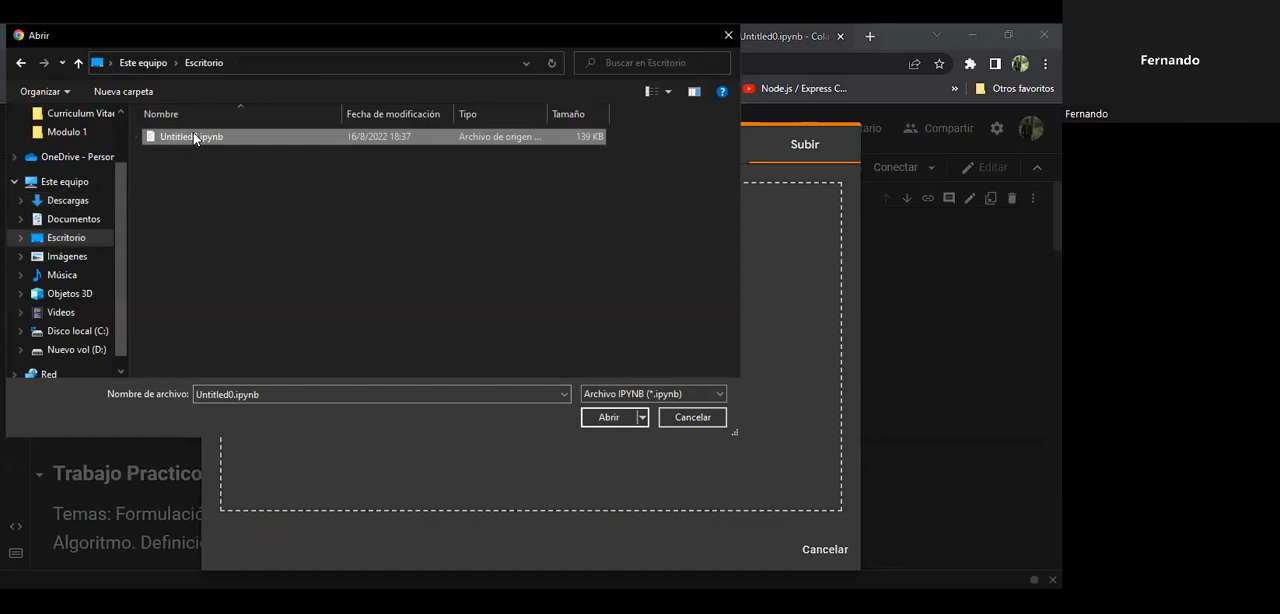 Abrir
Untitled0.ipynb - Cola
Fernando
Este equipo
Escritorio
Buscar en Escritorio
Node.js / Express C...
»
Otros favoritos
Organizar
Nueva carpeta
Nombre
Fecha de modificación
Tipo
Tamaño
Curriculum Vitae
Modulo 1
16/8/2022 18:37
Archivo de origen ...
139 KB
Fernando
Compartir
Subir
OneDrive - Person
Este equipo
Conectar
Editar
Descargas
Documentos
Escritorio
Imágenes
Música
Objetos 3D
Videos
Disco local (C:)
Nuevo vol (D:)
Red
Nombre de archivo:
Untitled0.ipynb
Archivo IPYNB (*.ipynb)
Abrir
Cancelar
Trabajo Practico
Temas: Formulació
Algoritmo. Definició
Cancelar